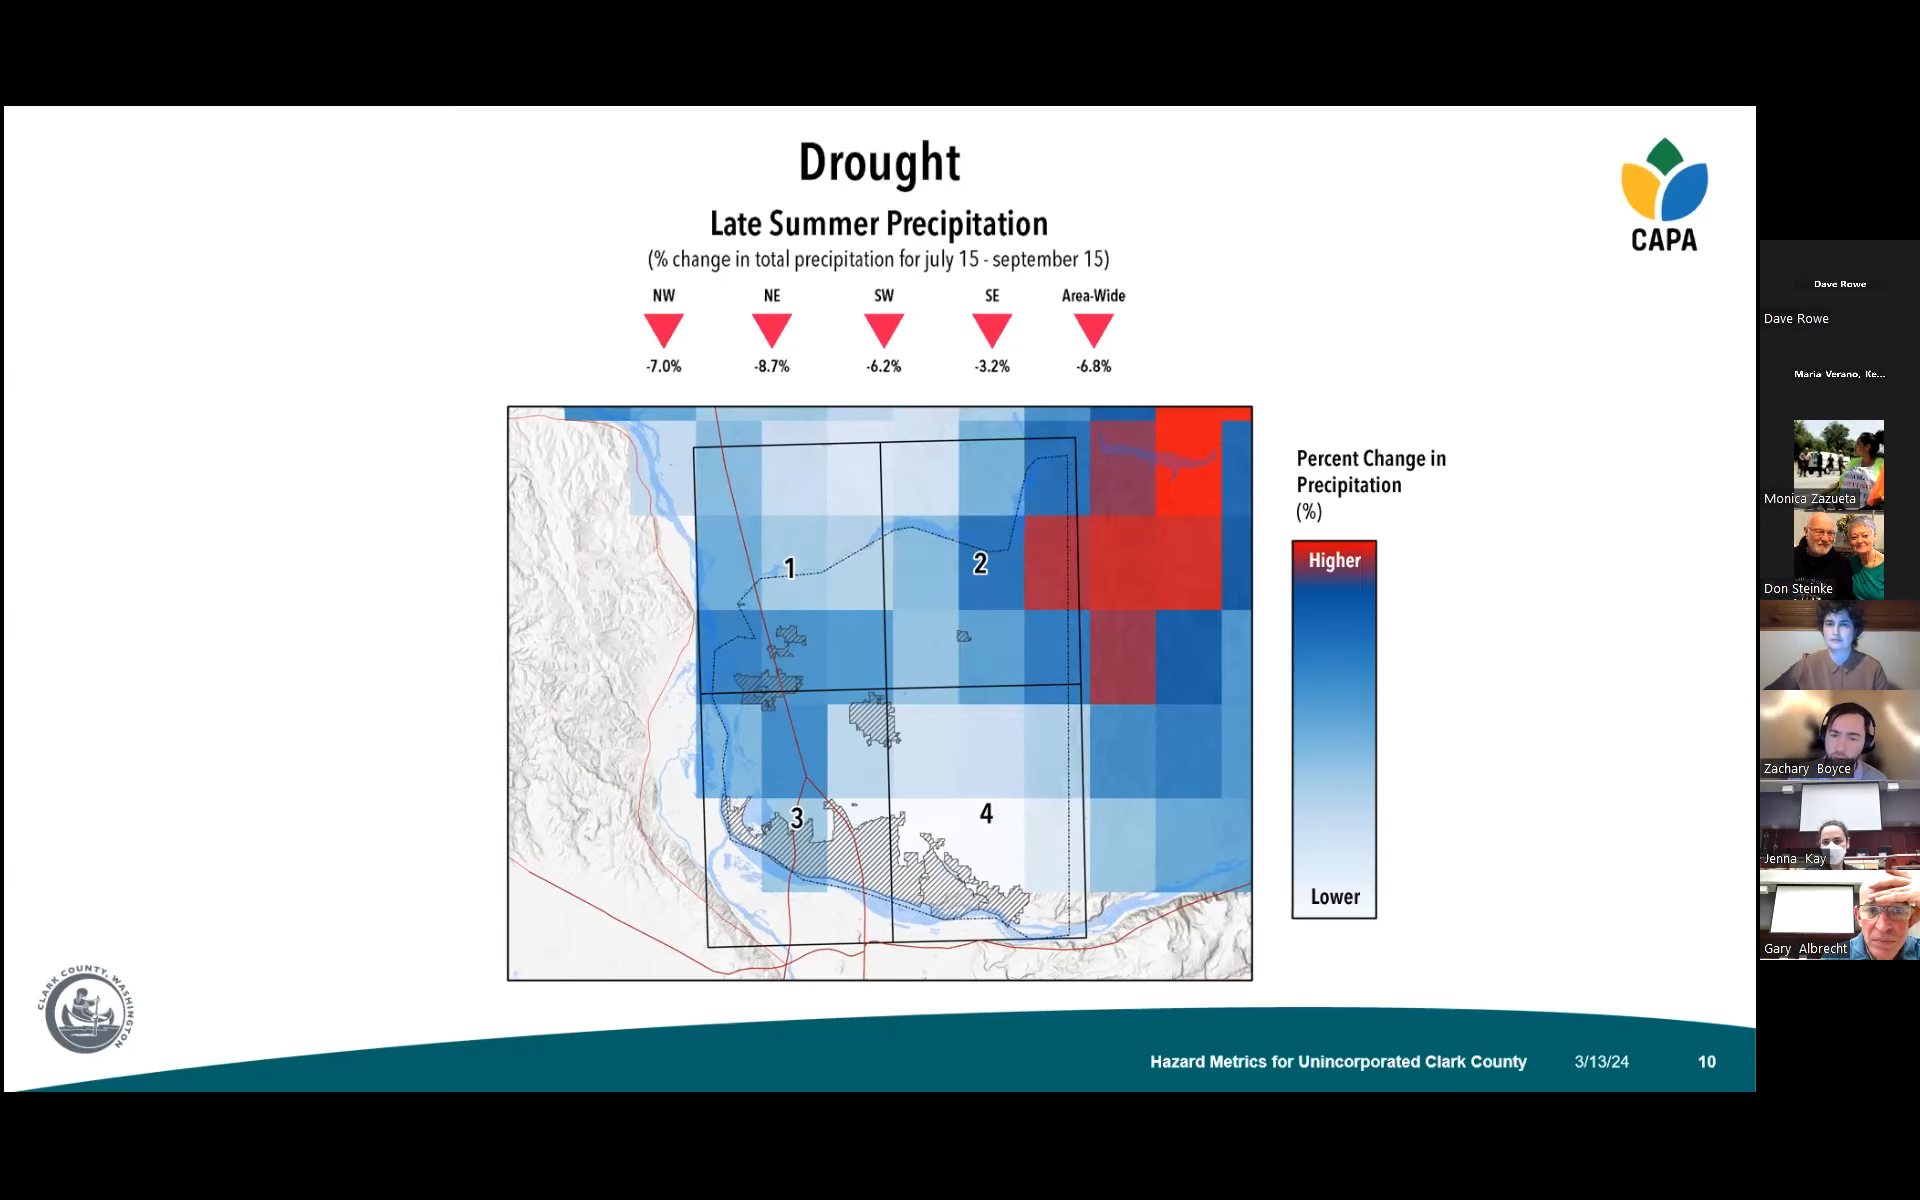 Drought
CAPA
Late Summer Precipitation
(% change in total precipitation for july 15 - september 15)
NW NE SW SE Area-Wide
-7.0% -8.7% -6.2% -3.2% -6.8%
1
2
3
4
Percent Change in
Precipitation
(%)
Higher
Lower
CLARK COUNTY, WASHINGTON
Hazard Metrics for Unincorporated Clark County 3/13/24 10
Dave Rowe
Dave Rowe
Maria Verano, Ke...
Monica Zazueta
Don Steinke
Zachary Boyce
Jenna Kay
Gary Albrecht